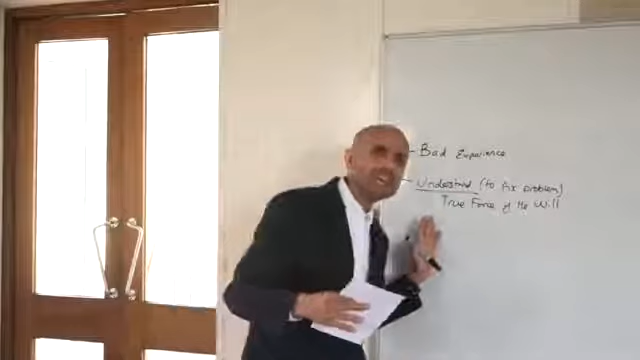 - Bad Experience
- Understand (to fix problem)
True Force of the Will